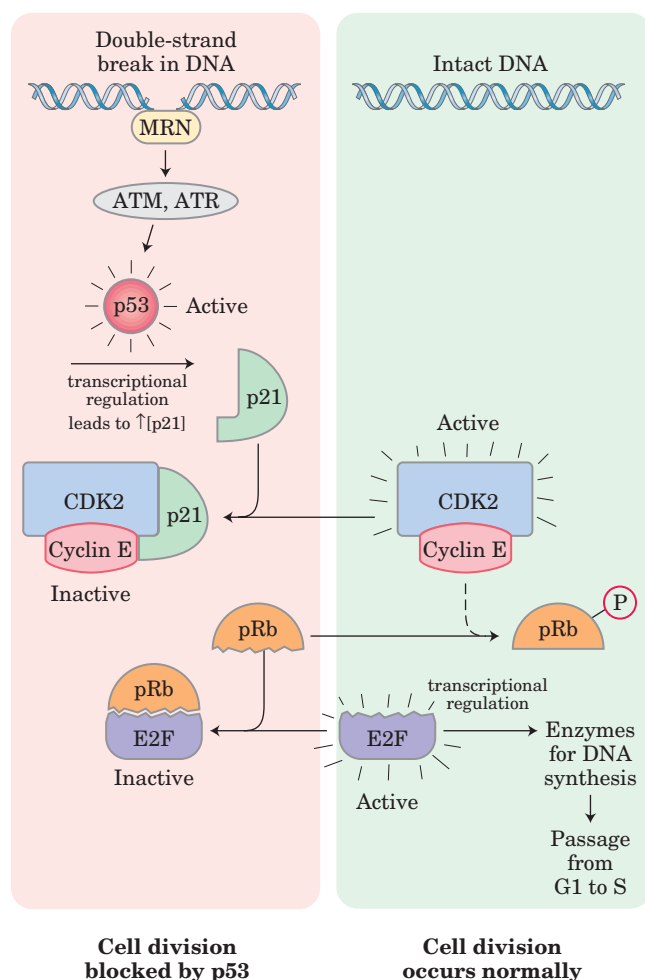 Double-strand
break in DNA
MRN
ATM, ATR
p53
Active
transcriptional
regulation
leads to ↑[p21]
p21
CDK2
p21
Cyclin E
Inactive
pRb
pRb
E2F
Inactive
Cell division
blocked by p53
Intact DNA
Active
CDK2
Cyclin E
P
pRb
transcriptional
regulation
E2F
Active
Enzymes
for DNA
synthesis
Passage
from
G1 to S
Cell division
occurs normally